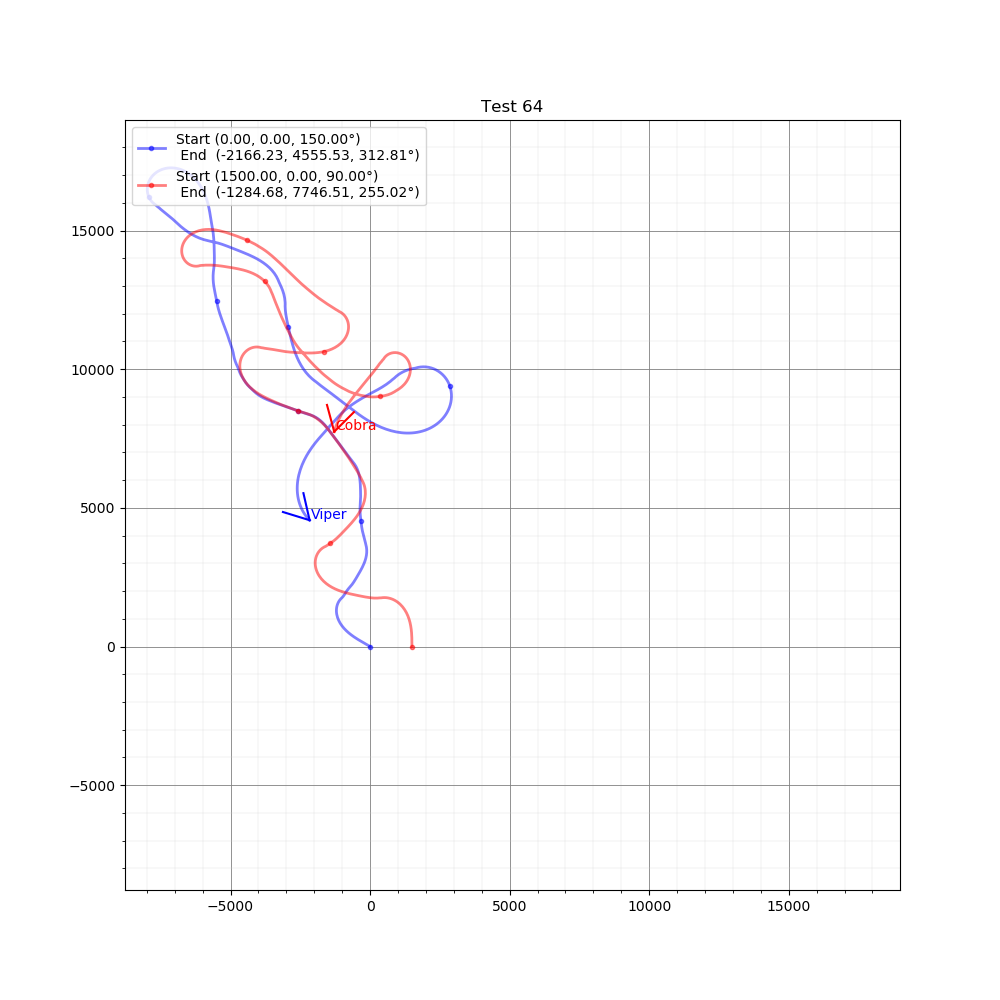 Test 64
Start (0.00, 0.00, 150.00°)
End  (-2166.23, 4555.53, 312.81°)
Start (1500.00, 0.00, 90.00°)
End  (-1284.68, 7746.51, 255.02°)
15000
10000
Cobra
5000
Viper
0
−5000
−5000
0
5000
10000
15000